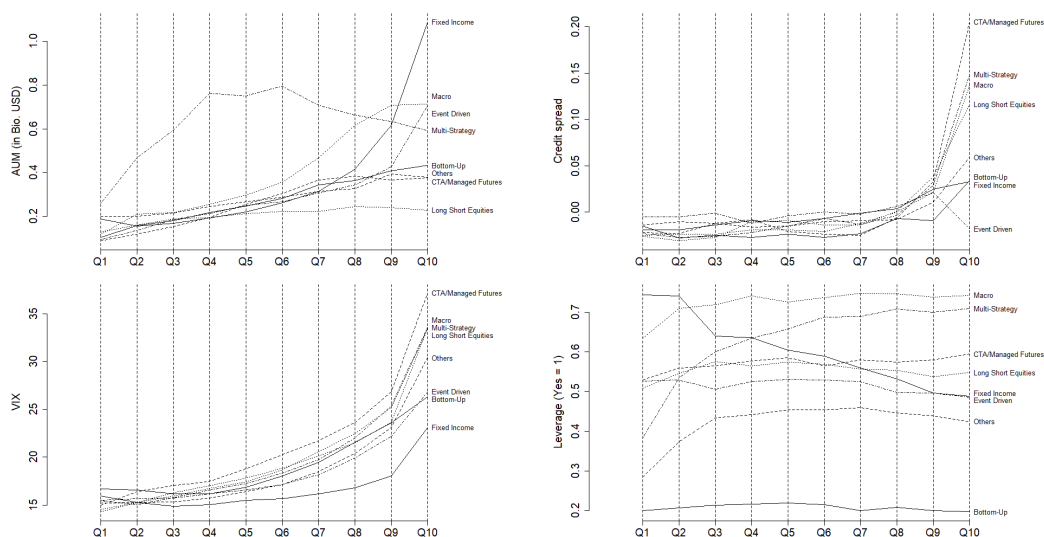 AUM (in Bio. USD)
1.0
0.8
0.6
0.4
0.2
Q1 Q2 Q3 Q4 Q5 Q6 Q7 Q8 Q9 Q10
Fixed Income
Macro
Event Driven
Multi-Strategy
Bottom-Up
Others
CTA/Managed Futures
Long Short Equities
Credit spread
0.20
0.15
0.10
0.05
0.00
Q1 Q2 Q3 Q4 Q5 Q6 Q7 Q8 Q9 Q10
CTA/Managed Futures
Multi-Strategy
Macro
Long Short Equities
Others
Bottom-Up
Fixed Income
Event Driven
VIX
35
30
25
20
15
Q1 Q2 Q3 Q4 Q5 Q6 Q7 Q8 Q9 Q10
CTA/Managed Futures
Macro
Multi-Strategy
Long Short Equities
Others
Event Driven
Bottom-Up
Fixed Income
Leverage (Yes = 1)
0.7
0.6
0.5
0.4
0.3
0.2
Q1 Q2 Q3 Q4 Q5 Q6 Q7 Q8 Q9 Q10
Macro
Multi-Strategy
CTA/Managed Futures
Long Short Equities
Fixed Income
Event Driven
Others
Bottom-Up